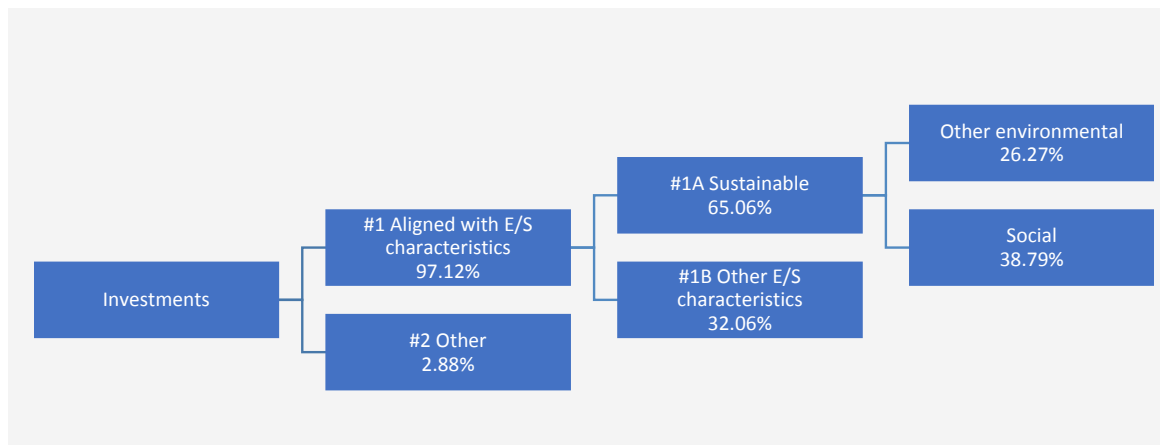 Investments
#1 Aligned with E/S
characteristics
97.12%
#2 Other
2.88%
#1A Sustainable
65.06%
#1B Other E/S
characteristics
32.06%
Other environmental
26.27%
Social
38.79%